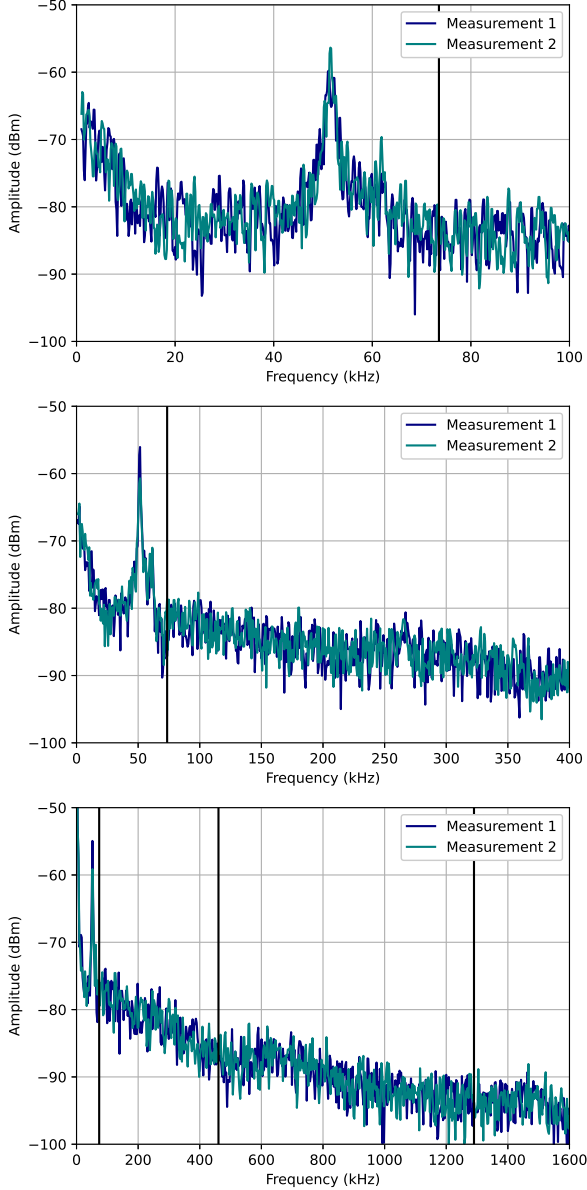 −50
−60
−70
−80
−90
−100
Amplitude (dBm)
Measurement 1
Measurement 2
0 20 40 60 80 100
Frequency (kHz)
−50
−60
−70
−80
−90
−100
Amplitude (dBm)
Measurement 1
Measurement 2
0 50 100 150 200 250 300 350 400
Frequency (kHz)
−50
−60
−70
−80
−90
−100
Amplitude (dBm)
Measurement 1
Measurement 2
0 200 400 600 800 1000 1200 1400 1600
Frequency (kHz)